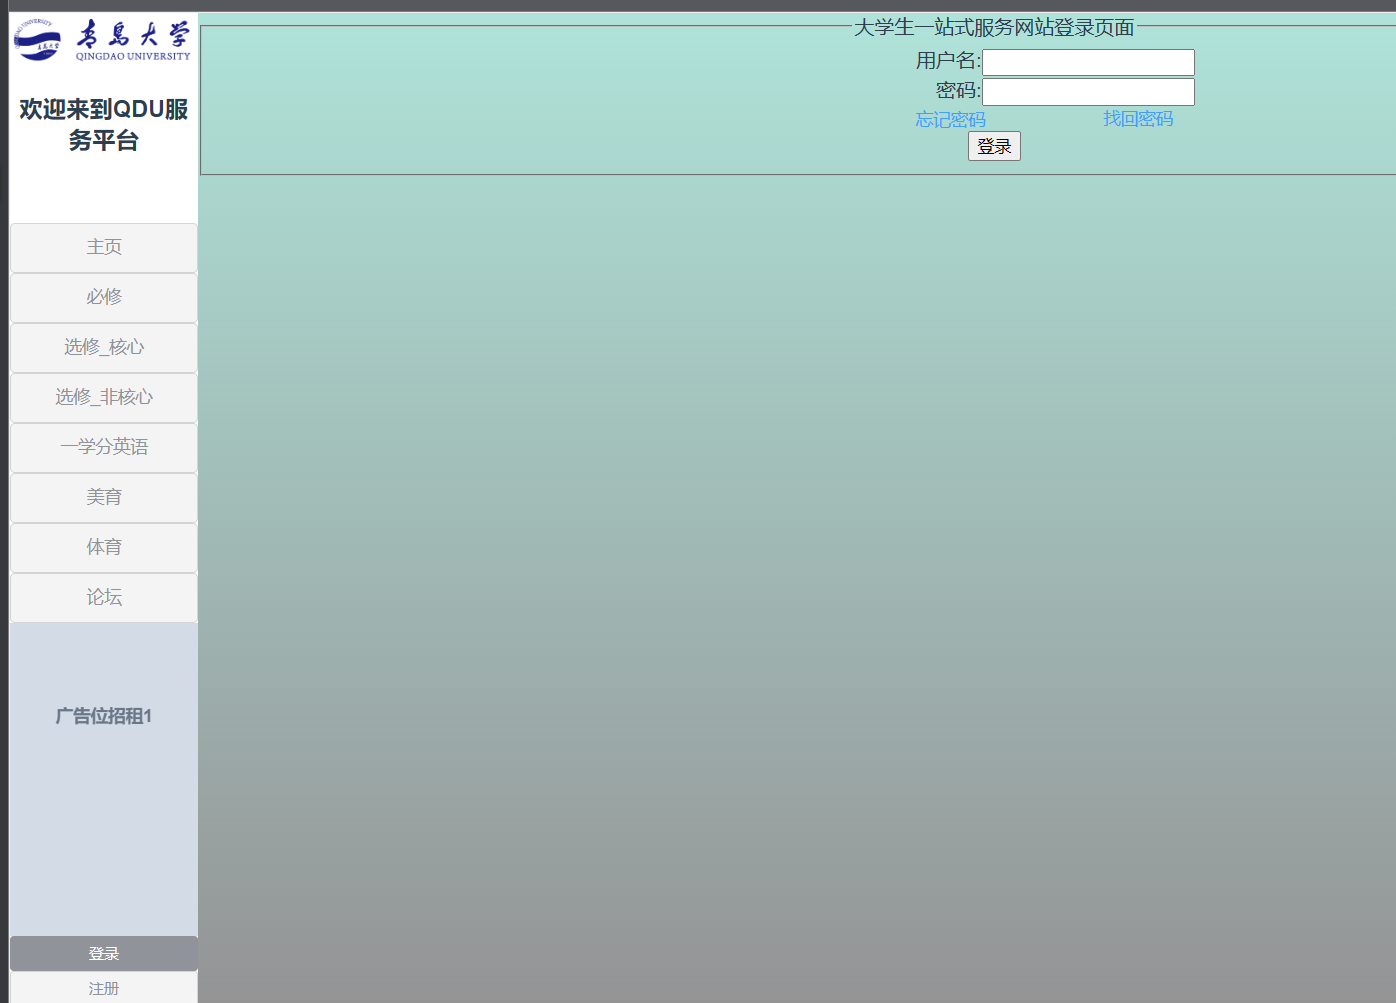 QINGDAO UNIVERSITY
青岛大学
QINGDAO UNIVERSITY
欢迎来到QDU服
务平台
主页
必修
选修_核心
选修_非核心
一学分英语
美育
体育
论坛
广告位招租1
登录
注册
大学生一站式服务网站登录页面
用户名:
密码:
忘记密码
找回密码
登录